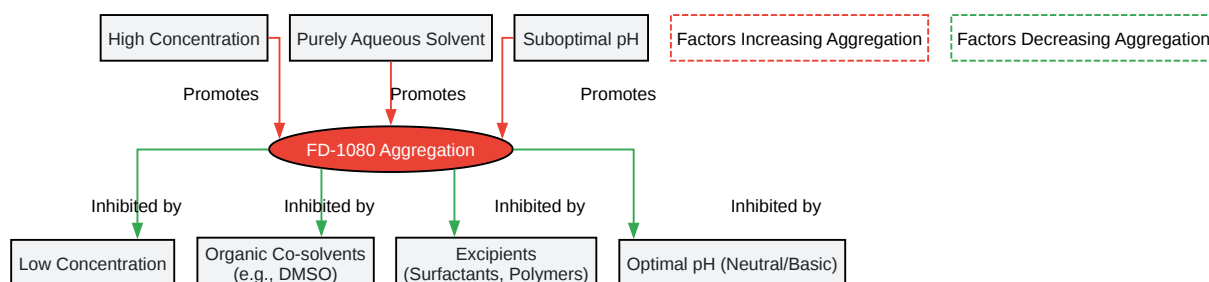 High Concentration
Purely Aqueous Solvent
Suboptimal pH
Factors Increasing Aggregation
Factors Decreasing Aggregation
Promotes
Promotes
Promotes
FD-1080 Aggregation
Inhibited by
Inhibited by
Inhibited by
Inhibited by
Low Concentration
Organic Co-solvents
(e.g., DMSO)
Excipients
(Surfactants, Polymers)
Optimal pH (Neutral/Basic)